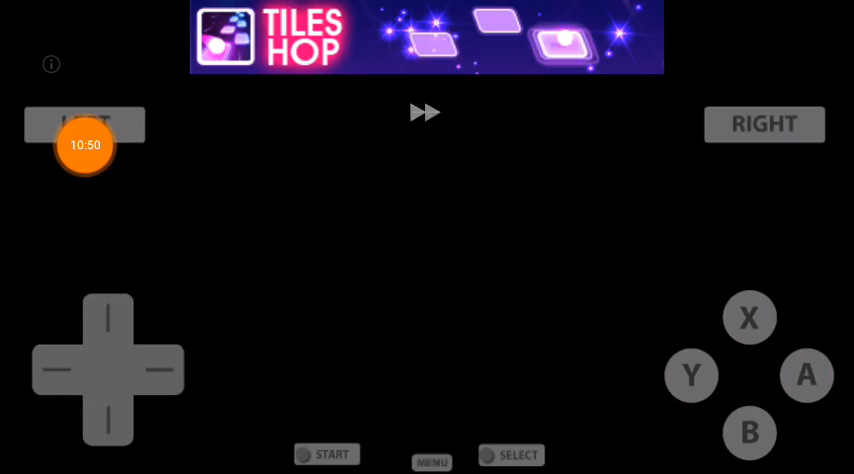 TILES
HOP
RIGHT
10:50
X
Y
A
B
START
MENU
SELECT